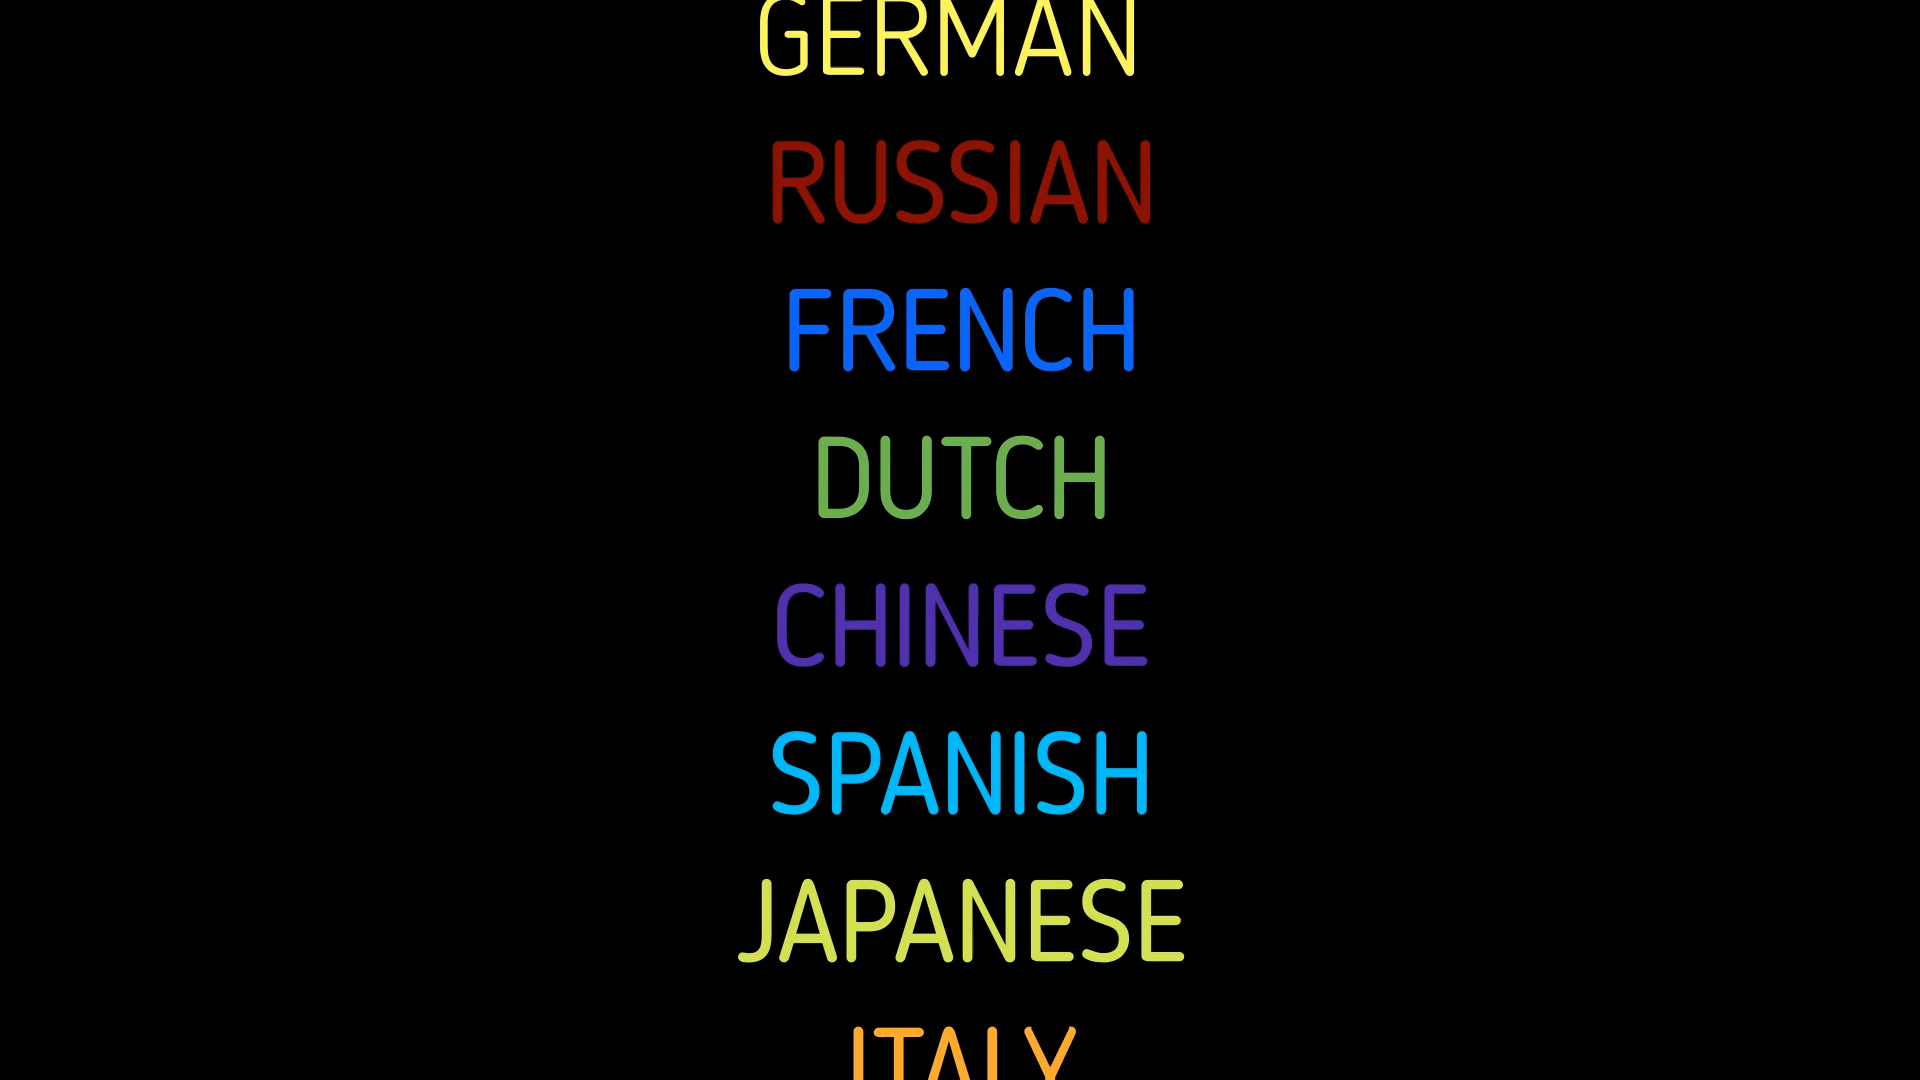 GERMAN
RUSSIAN
FRENCH
DUTCH
CHINESE
SPANISH
JAPANESE
ITALY